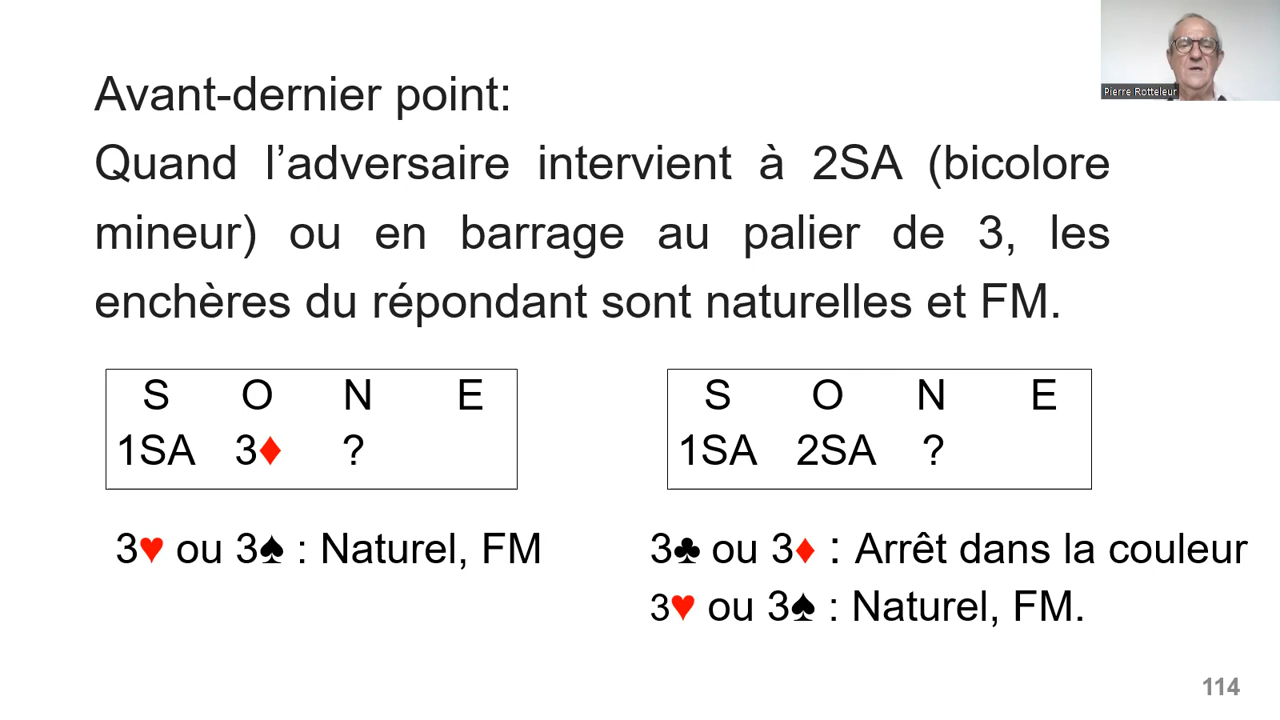 Pierre Rotteleur
Avant-dernier point:
Quand l’adversaire intervient à 2SA (bicolore
mineur) ou en barrage au palier de 3, les
enchères du répondant sont naturelles et FM.
S O N E
1SA 3♦ ?
S O N E
1SA 2SA ?
3♥ ou 3♠ : Naturel, FM
3♣ ou 3♦ : Arrêt dans la couleur
3♥ ou 3♠ : Naturel, FM.
114